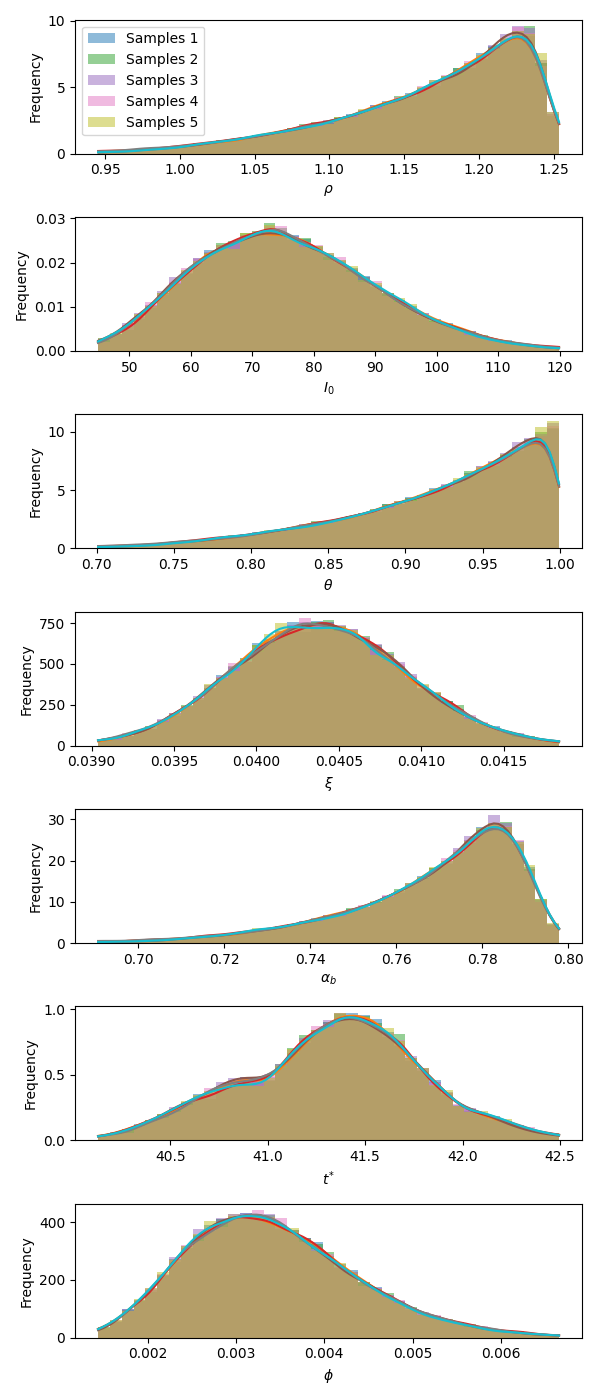 10
5
0
Frequency
Samples 1
Samples 2
Samples 3
Samples 4
Samples 5
0.95 1.00 1.05 1.10 1.15 1.20 1.25
ρ
0.03
0.02
0.01
0.00
Frequency
50 60 70 80 90 100 110 120
I0
10
5
0
Frequency
0.70 0.75 0.80 0.85 0.90 0.95 1.00
θ
750
500
250
0
Frequency
0.0390 0.0395 0.0400 0.0405 0.0410 0.0415
ξ
30
20
10
0
Frequency
0.70 0.72 0.74 0.76 0.78 0.80
αb
1.0
0.5
0.0
Frequency
40.5 41.0 41.5 42.0 42.5
t*
400
200
0
Frequency
0.002 0.003 0.004 0.005 0.006
ϕ